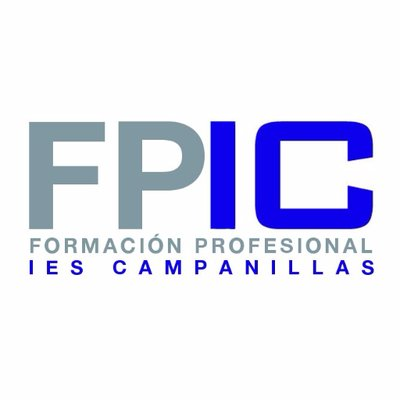 FPIC
FORMACIÓN PROFESIONAL
IES CAMPANILLAS